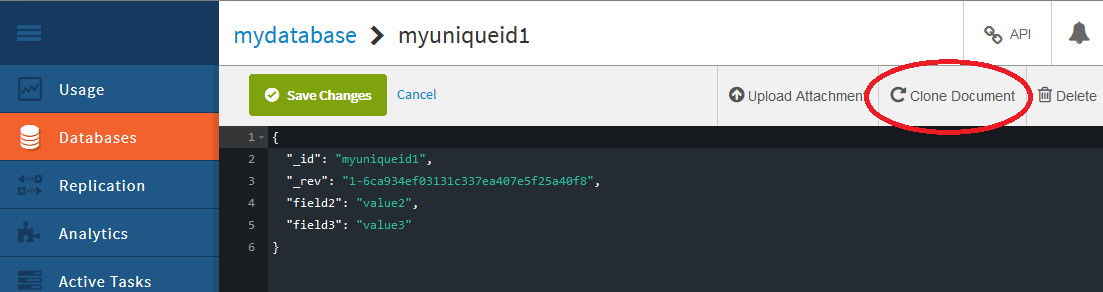 mydatabase > myuniqueid1
API
Usage
Databases
Replication
Analytics
Active Tasks
Save Changes
Cancel
Upload Attachment
Clone Document
Delete
1 {
2 "_id": "myuniqueid1",
3 "_rev": "1-6ca934ef03131c337ea407e5f25a40f8",
4 "field2": "value2",
5 "field3": "value3"
6 }